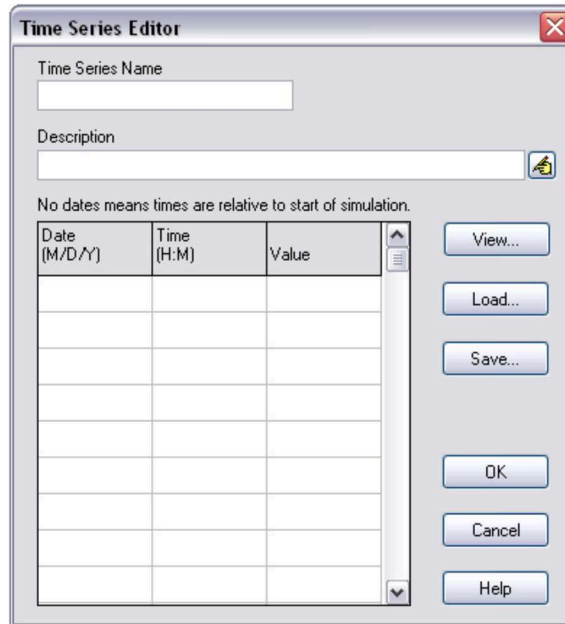 Time Series Editor
Time Series Name
Description
No dates means times are relative to start of simulation.
Date
(M/D/Y)
Time
(H:M)
Value
View...
Load...
Save...
OK
Cancel
Help